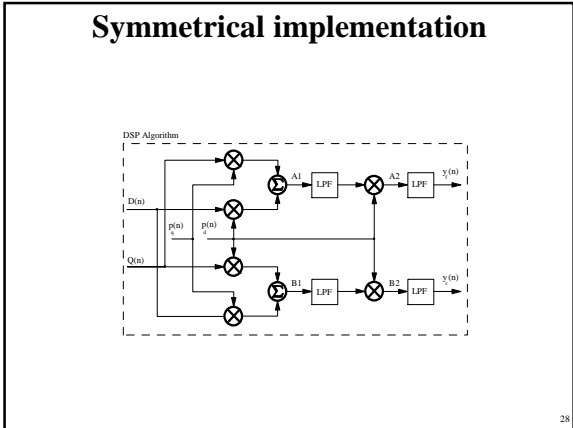 Symmetrical implementation
DSP Algorithm
A1 LPF A2 LPF
Σ
D(n)
p(n) p(n)
q d
Q(n)
B1 LPF B2 LPF
Σ
28